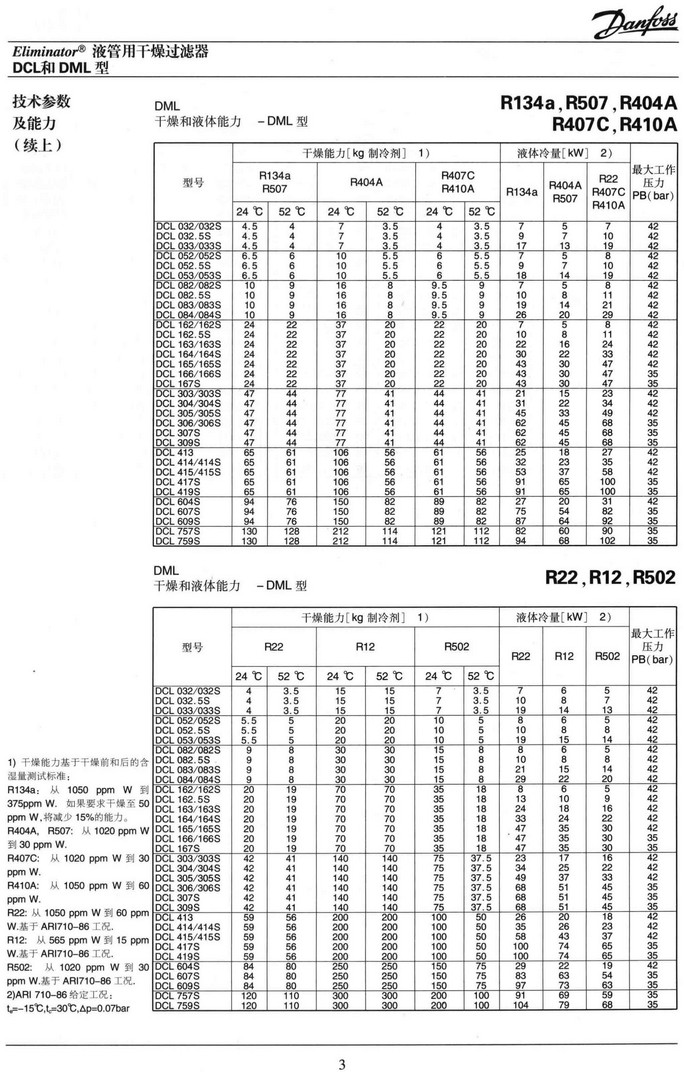 Danfoss
Eliminator® 液管用干燥过滤器
DCL和 DML 型
技术参数
及能力
（续上）
DML
干燥和液体能力 －DML 型
R134a , R507 , R404A
R407C , R410A
型号 干燥能力[ kg 制冷剂 ] 1) 液体冷量[ kW ] 2) 最大工作压力 PB( bar)
R134a R507 R404A R407C R410A R134a R404A R507 R22 R407C R410A
24 ℃ 52 ℃ 24 ℃ 52 ℃ 24 ℃ 52 ℃
DCL 032/032S 4.5 4 7 3.5 4 3.5 7 5 7 42
DCL 032.5S 4.5 4 7 3.5 4 3.5 9 7 10 42
DCL 033/033S 4.5 4 7 3.5 4 3.5 17 13 19 42
DCL 052/052S 6.5 6 10 5.5 6 5.5 7 5 8 42
DCL 052.5S 6.5 6 10 5.5 6 5.5 9 7 10 42
DCL 053/053S 6.5 6 10 5.5 6 5.5 18 14 19 42
DCL 082/082S 10 9 16 8 9.5 9 7 5 8 42
DCL 082.5S 10 9 16 8 9.5 9 10 8 11 42
DCL 083/083S 10 9 16 8 9.5 9 19 14 21 42
DCL 084/084S 10 9 16 8 9.5 9 26 20 29 42
DCL 162/162S 24 22 37 20 22 20 7 5 8 42
DCL 162.5S 24 22 37 20 22 20 10 8 11 42
DCL 163/163S 24 22 37 20 22 20 22 16 24 42
DCL 164/164S 24 22 37 20 22 20 30 22 33 42
DCL 165/165S 24 22 37 20 22 20 43 30 47 42
DCL 166/166S 24 22 37 20 22 20 43 30 47 35
DCL 167S 24 22 37 20 22 20 43 30 47 35
DCL 303/303S 47 44 77 41 44 41 21 15 23 42
DCL 304/304S 47 44 77 41 44 41 31 22 34 42
DCL 305/305S 47 44 77 41 44 41 45 33 49 42
DCL 306/306S 47 44 77 41 44 41 62 45 68 35
DCL 307S 47 44 77 41 44 41 62 45 68 35
DCL 309S 47 44 77 41 44 41 62 45 68 35
DCL 413 65 61 106 56 61 56 25 18 27 42
DCL 414/414S 65 61 106 56 61 56 32 23 35 42
DCL 415/415S 65 61 106 56 61 56 53 37 58 42
DCL 417S 65 61 106 56 61 56 91 65 100 35
DCL 419S 65 61 106 56 61 56 91 65 100 35
DCL 604S 94 76 150 82 89 82 27 20 31 42
DCL 607S 94 76 150 82 89 82 75 54 82 35
DCL 609S 94 76 150 82 89 82 87 64 92 35
DCL 757S 130 128 212 114 121 112 82 60 90 35
DCL 759S 130 128 212 114 121 112 94 68 102 35
DML
干燥和液体能力 －DML 型
R22 , R12 , R502
型号 干燥能力[ kg 制冷剂 ] 1) 液体冷量[ kW ] 2) 最大工作压力 PB( bar)
R22 R12 R502 R22 R12 R502
24 ℃ 52 ℃ 24 ℃ 52 ℃ 24 ℃ 52 ℃
DCL 032/032S 4 3.5 15 15 7 3.5 7 6 5 42
DCL 032.5S 4 3.5 15 15 7 3.5 10 8 7 42
DCL 033/033S 4 3.5 15 15 7 3.5 19 14 13 42
DCL 052/052S 5.5 5 20 20 10 5 8 6 5 42
DCL 052.5S 5.5 5 20 20 10 5 10 8 8 42
DCL 053/053S 5.5 5 20 20 10 5 19 15 14 42
DCL 082/082S 9 8 30 30 15 8 8 6 5 42
DCL 082.5S 9 8 30 30 15 8 10 8 8 42
DCL 083/083S 9 8 30 30 15 8 21 15 14 42
DCL 084/084S 9 8 30 30 15 8 29 22 20 42
DCL 162/162S 20 19 70 70 35 18 8 6 5 42
DCL 162.5S 20 19 70 70 35 18 13 10 9 42
DCL 163/163S 20 19 70 70 35 18 24 18 16 42
DCL 164/164S 20 19 70 70 35 18 33 24 22 42
DCL 165/165S 20 19 70 70 35 18 47 35 30 42
DCL 166/166S 20 19 70 70 35 18 47 35 30 35
DCL 167S 20 19 70 70 35 18 47 35 30 35
DCL 303/303S 42 41 140 140 75 37.5 23 17 16 42
DCL 304/304S 42 41 140 140 75 37.5 34 25 22 42
DCL 305/305S 42 41 140 140 75 37.5 49 37 33 42
DCL 306/306S 42 41 140 140 75 37.5 68 51 45 35
DCL 307S 42 41 140 140 75 37.5 68 51 45 35
DCL 309S 42 41 140 140 75 37.5 68 51 45 35
DCL 413 59 56 200 200 100 50 26 20 18 42
DCL 414/414S 59 56 200 200 100 50 35 26 23 42
DCL 415/415S 59 56 200 200 100 50 58 43 37 42
DCL 417S 59 56 200 200 100 50 100 74 65 35
DCL 419S 59 56 200 200 100 50 100 74 65 35
DCL 604S 84 80 250 250 150 75 29 22 19 42
DCL 607S 84 80 250 250 150 75 83 63 54 35
DCL 609S 84 80 250 250 150 75 97 73 63 35
DCL 757S 120 110 300 300 200 100 91 69 59 35
DCL 759S 120 110 300 300 200 100 104 79 68 35
1) 干燥能力基于干燥前和后的含
湿量测试标准：
R134a： 从 1050 ppm W 到
375ppm W. 如果要求干燥至 50
ppm W,将减少 15%的能力。
R404A, R507: 从 1020 ppm W
到 30 ppm W.
R407C: 从 1020 ppm W 到 30
ppm W.
R410A: 从 1050 ppm W 到 60
ppm W.
R22: 从 1050 ppm W 到 60 ppm
W.基于 ARI710–86 工况.
R12: 从 565 ppm W 到 15 ppm
W.基于 ARI710–86 工况.
R502: 从 1020 ppm W 到 30
ppm W.基于 ARI710–86 工况.
2)ARI 710–86 给定工况：
tₑ=–15℃,t꜀=30℃,Δp=0.07bar
3